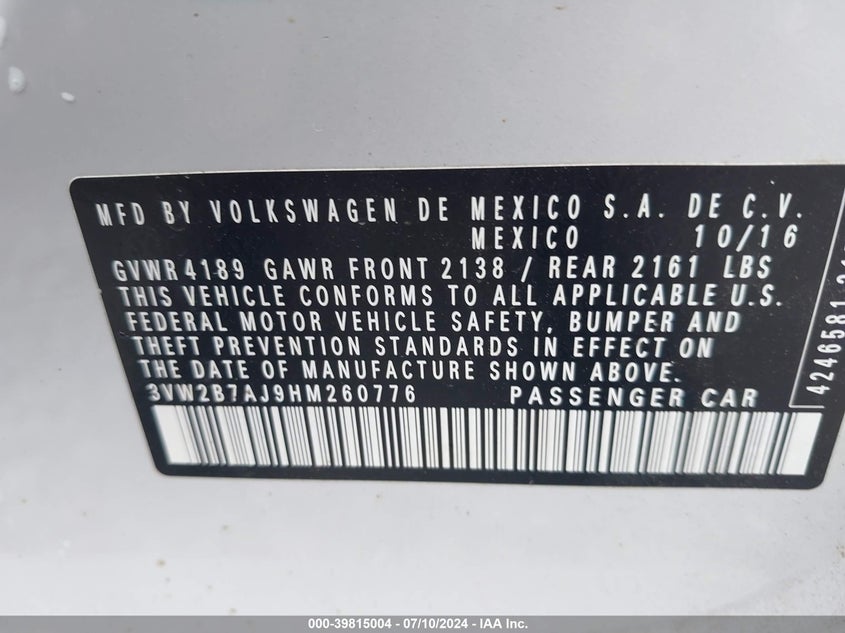 MFD BY VOLKSWAGEN DE MEXICO S.A. DE C.V.
MEXICO 10/16
GVWR 4189 GAWR FRONT 2138 / REAR 2161 LBS
THIS VEHICLE CONFORMS TO ALL APPLICABLE U.S.
FEDERAL MOTOR VEHICLE SAFETY, BUMPER AND
THEFT PREVENTION STANDARDS IN EFFECT ON
THE DATE OF MANUFACTURE SHOWN ABOVE.
3VW2B7AJ9HM260776 PASSENGER CAR
4246581
000-39815004 - 07/10/2024 - IAA Inc.